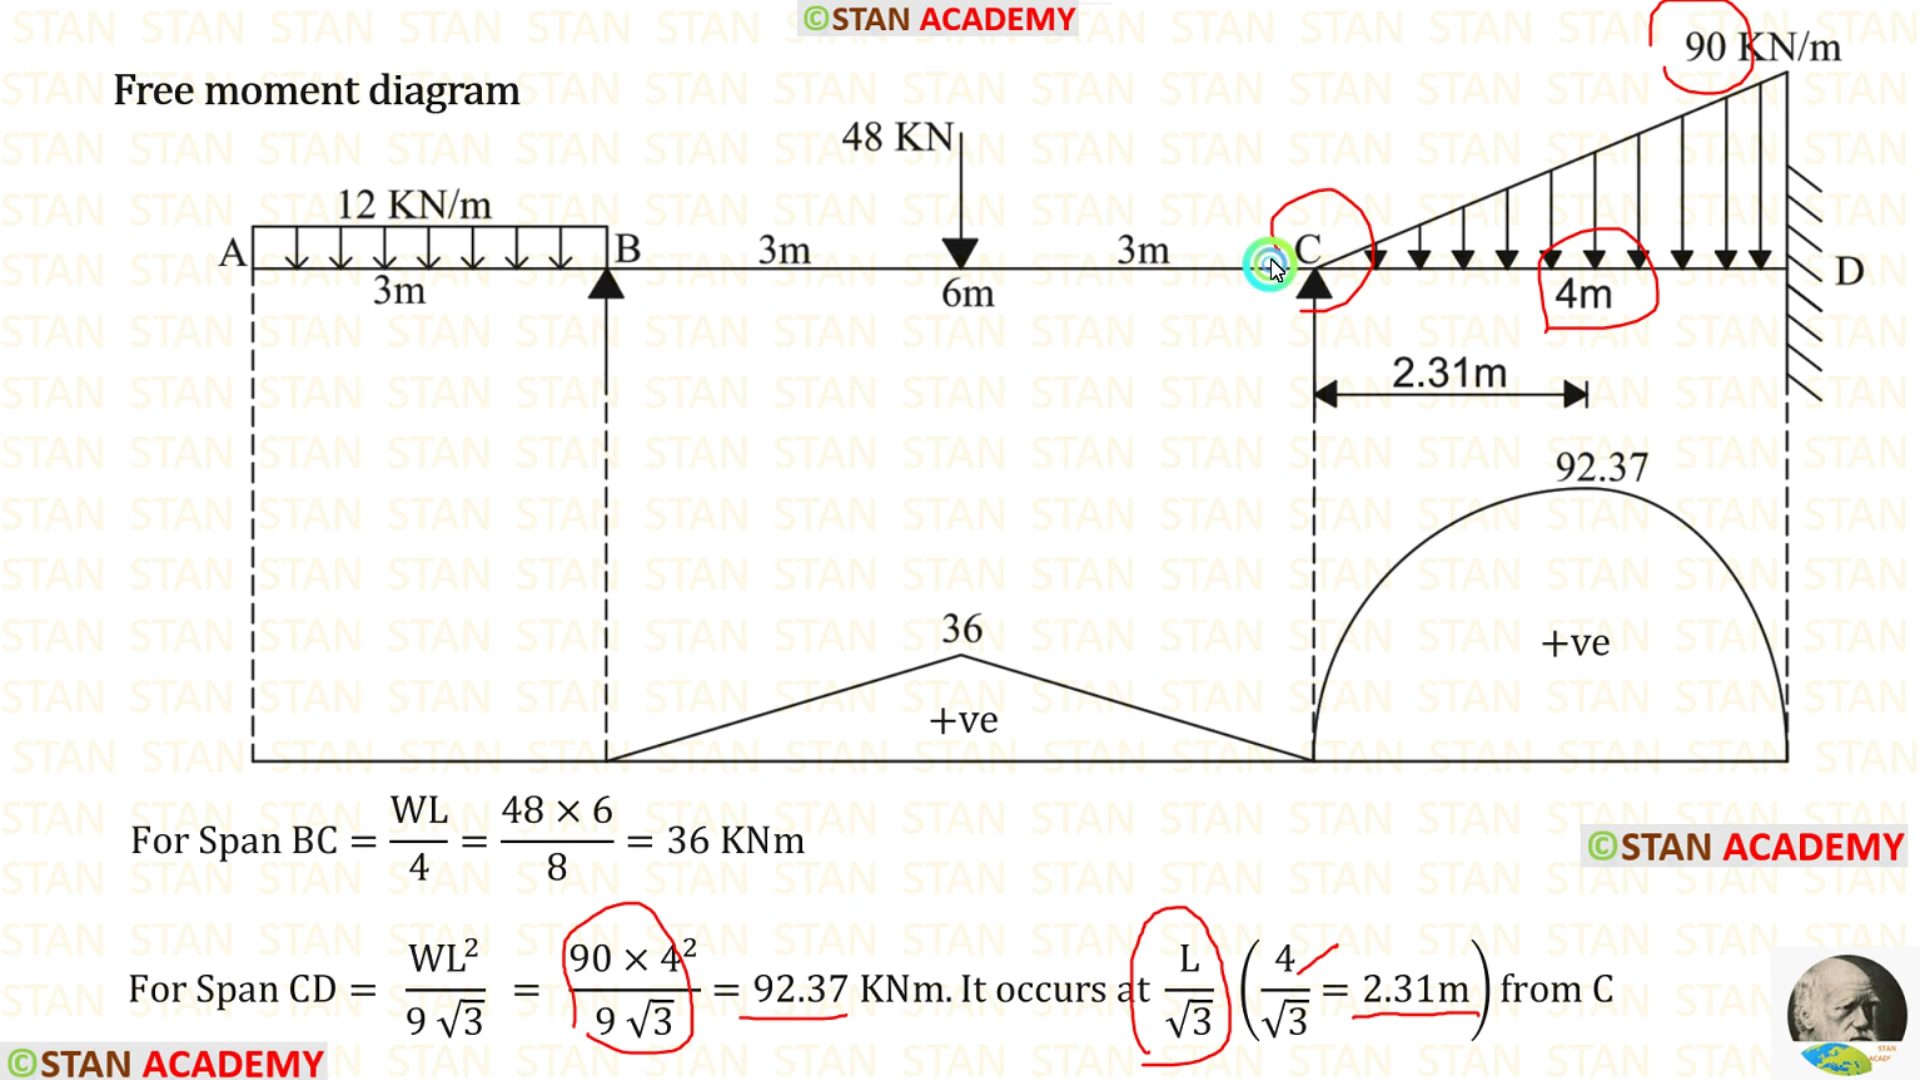 ©STAN ACADEMY
Free moment diagram
90 KN/m
48 KN
12 KN/m
A
B
3m
3m
C
3m
6m
4m
D
2.31m
92.37
36
+ve
+ve
For Span BC = WL/4 = 48 × 6/8 = 36 KNm
©STAN ACADEMY
For Span CD = WL²/9 √3 = 90 × 4²/9 √3 = 92.37 KNm. It occurs at L/√3 (4/√3 = 2.31m) from C
©STAN ACADEMY